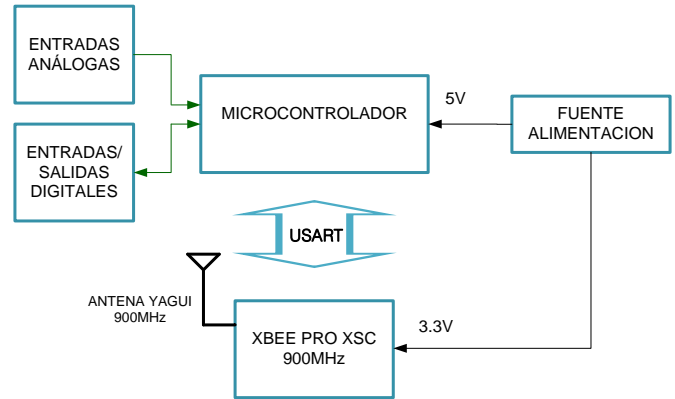 ENTRADAS
ANÁLOGAS
MICROCONTROLADOR
5V
FUENTE
ALIMENTACION
ENTRADAS/
SALIDAS
DIGITALES
USART
ANTENA YAGUI
900MHz
XBEE PRO XSC
900MHz
3.3V